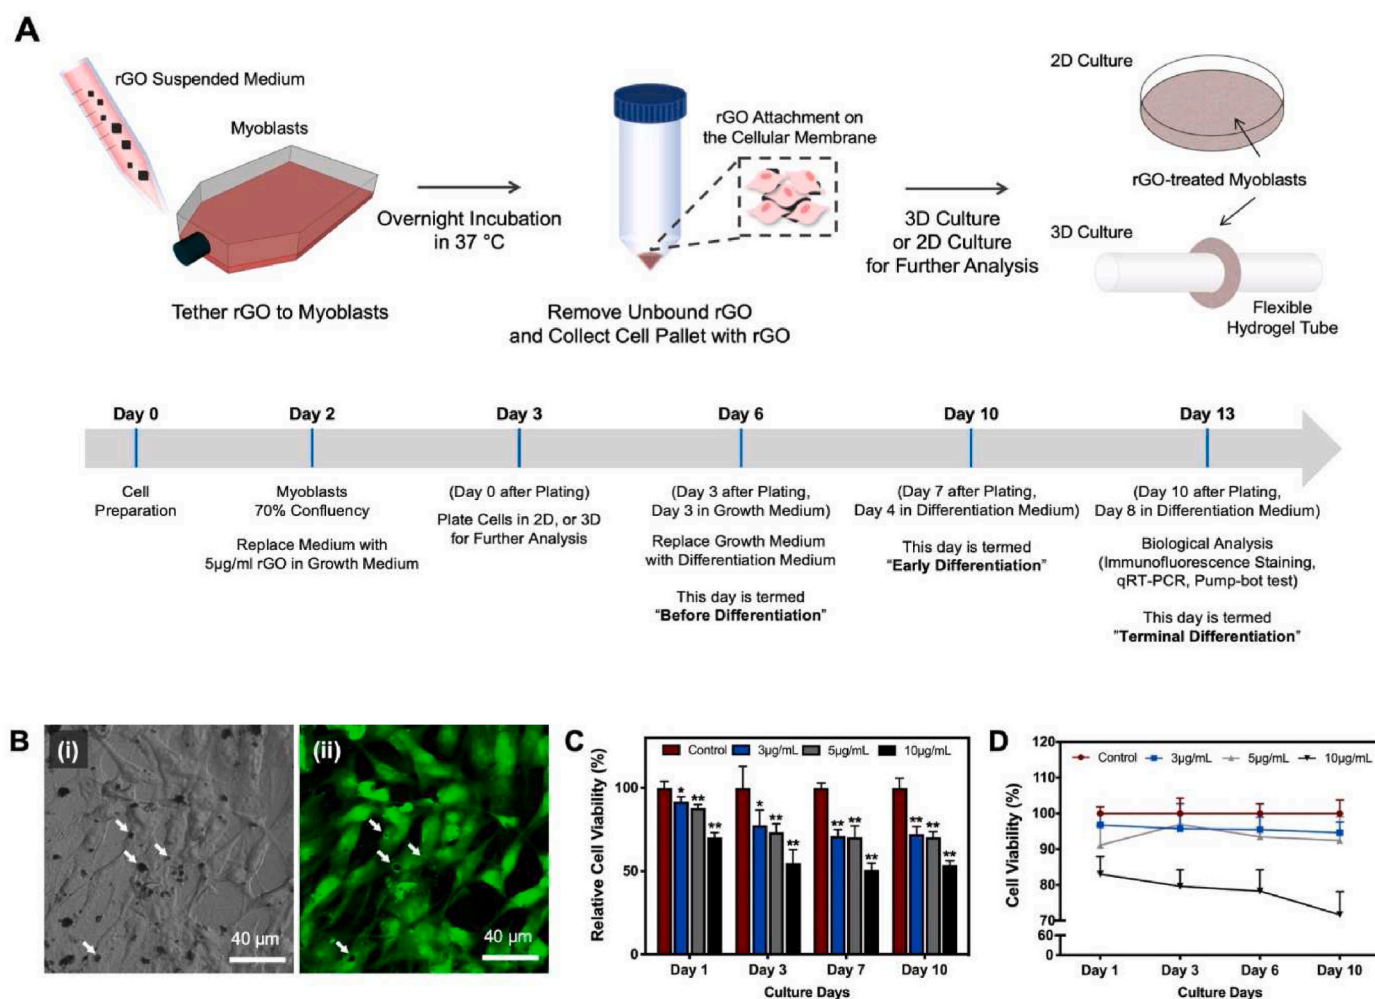 A
rGO Suspended Medium
Myoblasts
Overnight Incubation
in 37 °C
Tether rGO to Myoblasts
rGO Attachment on
the Cellular Membrane
Remove Unbound rGO
and Collect Cell Pallet with rGO
3D Culture
or 2D Culture
for Further Analysis
2D Culture
rGO-treated Myoblasts
3D Culture
Flexible
Hydrogel Tube
Day 0
Day 2
Day 3
Day 6
Day 10
Day 13
Cell
Preparation
Myoblasts
70% Confluency
Replace Medium with
5µg/ml rGO in Growth Medium
(Day 0 after Plating)
Plate Cells in 2D, or 3D
for Further Analysis
(Day 3 after Plating,
Day 3 in Growth Medium)
Replace Growth Medium
with Differentiation Medium
This day is termed
"Before Differentiation"
(Day 7 after Plating,
Day 4 in Differentiation Medium)
This day is termed
"Early Differentiation"
(Day 10 after Plating,
Day 8 in Differentiation Medium)
Biological Analysis
(Immunofluorescence Staining,
qRT-PCR, Pump-bot test)
This day is termed
"Terminal Differentiation"
B
(i)
40 µm
(ii)
40 µm
C
Control 3µg/mL 5µg/mL 10µg/mL
Relative Cell Viability (%)
100
50
0
* ** **
* ** **
** ** **
** ** **
Day 1 Day 3 Day 7 Day 10
Culture Days
D
Control 3µg/mL 5µg/mL 10µg/mL
Cell Viability (%)
120
110
100
90
80
70
60
0
Day 1 Day 3 Day 6 Day 10
Culture Days